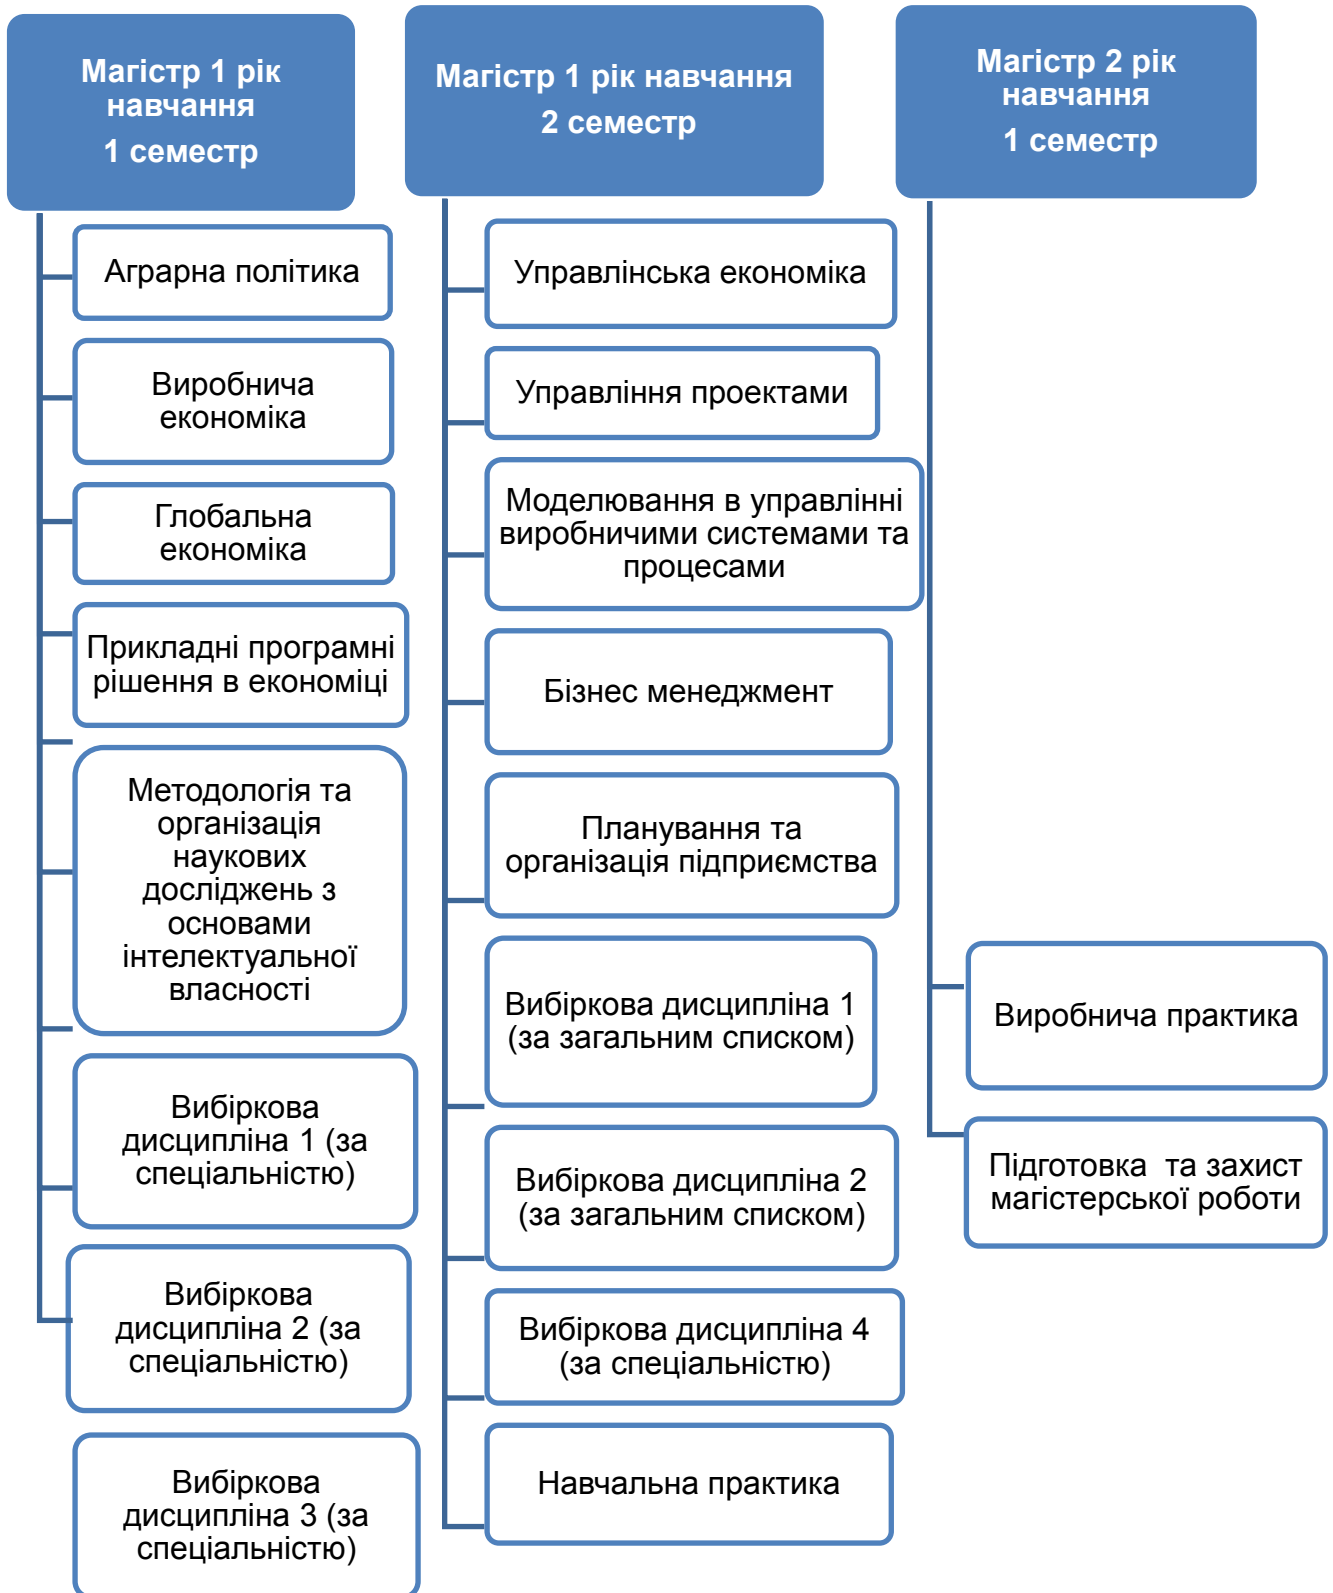 Магістр 1 рік
навчання
1 семестр
Аграрна політика
Виробнича
економіка
Глобальна
економіка
Прикладні програмні
рішення в економіці
Методологія та
організація
наукових
досліджень з
основами
інтелектуальної
власності
Вибіркова
дисципліна 1 (за
спеціальністю)
Вибіркова
дисципліна 2 (за
спеціальністю)
Вибіркова
дисципліна 3 (за
спеціальністю)
Магістр 1 рік навчання
2 семестр
Управлінська економіка
Управління проектами
Моделювання в управлінні
виробничими системами та
процесами
Бізнес менеджмент
Планування та
організація підприємства
Вибіркова дисципліна 1
(за загальним списком)
Вибіркова дисципліна 2
(за загальним списком)
Вибіркова дисципліна 4
(за спеціальністю)
Навчальна практика
Магістр 2 рік
навчання
1 семестр
Виробнича практика
Підготовка  та захист
магістерської роботи